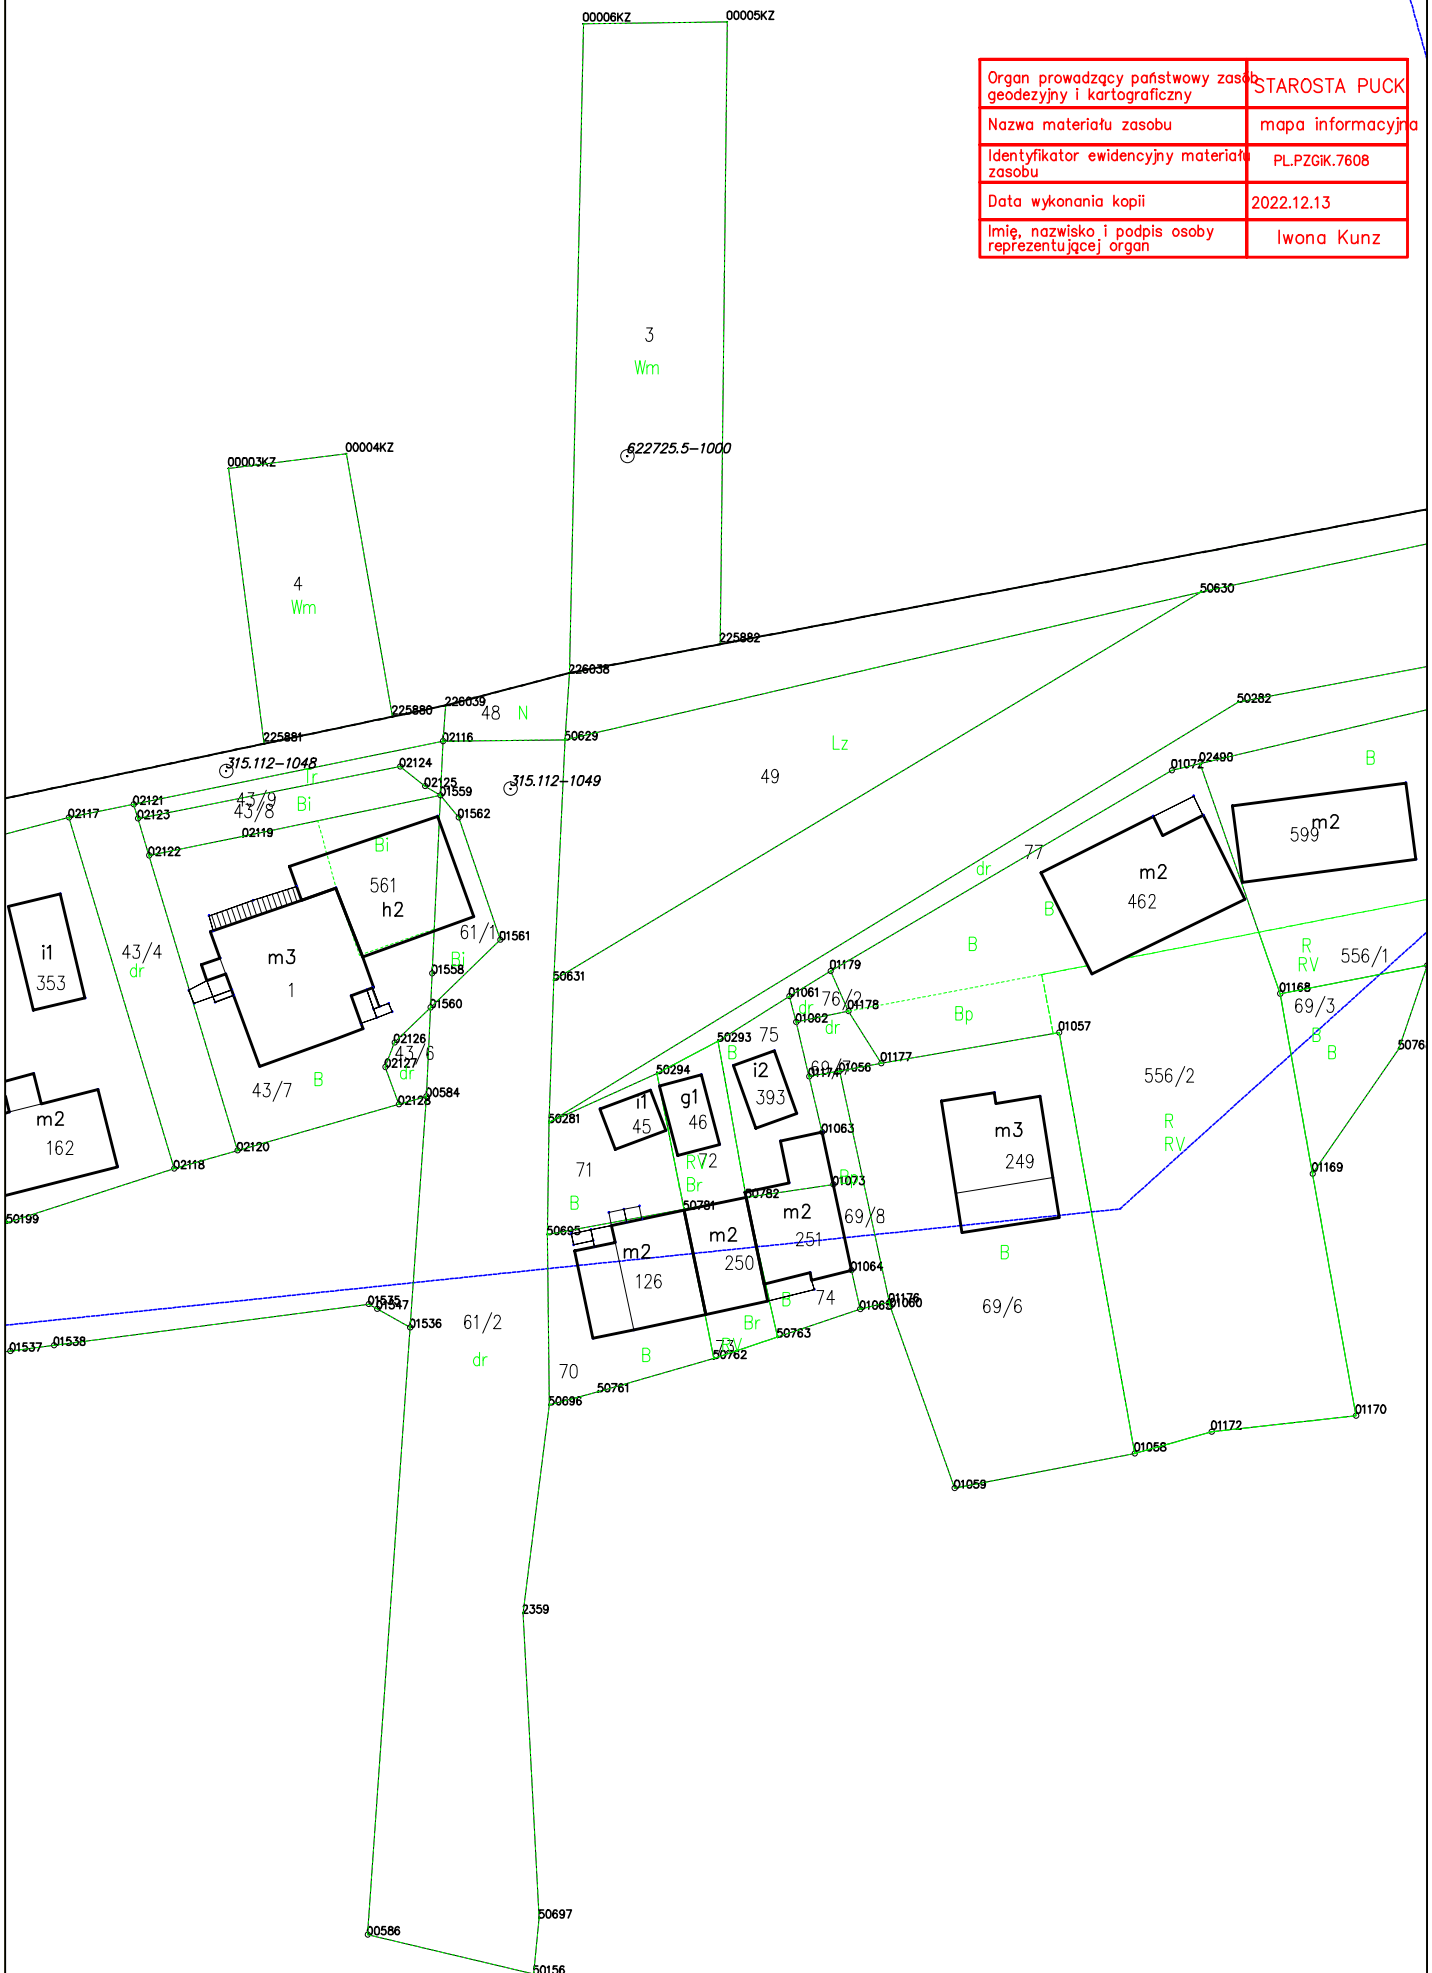 00006KZ
00005KZ
Organ prowadzący państwowy zasób
geodezyjny i kartograficzny
STAROSTA PUCK
Nazwa materiału zasobu
mapa informacyjna
Identyfikator ewidencyjny materiału
zasobu
PL.PZGiK.7608
Data wykonania kopii
2022.12.13
Imię, nazwisko i podpis osoby
reprezentującej organ
Iwona Kunz
3
Wm
622725.5-1000
00003KZ
00004KZ
4
Wm
50630
225882
226038
226039
225880
48
N
225881
02116
50629
50282
Lz
49
315.112-1048
315.112-1049
Tr
02124
02125
01559
43/9
43/8
Bi
02121
02123
02117
02119
01562
02122
01072
02490
B
m2
599
77
dr
m2
462
B
B
Bi
561
h2
61/1
01561
Bi
43/4
dr
i1
353
m3
1
01558
01560
50631
01179
01061
76/2
01178
dr
01062
dr
Bp
R
RV
556/1
01168
69/3
B
B
50768
01057
02126
43/6
02127
dr
00584
02128
43/7
B
m2
162
02120
02118
50199
50293
75
B
50294
01177
69/7
01056
01174
i2
393
g1
46
i1
45
50281
01063
556/2
R
RV
m3
249
01169
71
B
RV
72
Br
50781
50782
01073
Bp
69/8
50695
m2
126
m2
250
m2
251
01064
B
69/6
B
74
01176
01060
01065
Br
73
RV
50763
50762
B
70
50761
50696
01535
01547
01536
61/2
dr
01537
01538
01170
01172
01058
01059
2359
50697
00586
50156